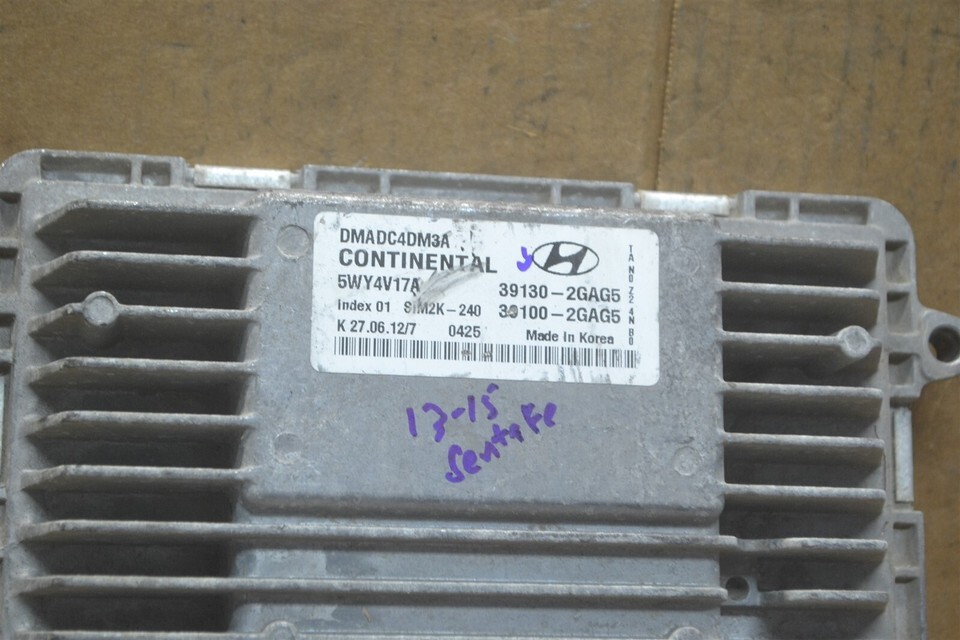 DMADC4DM3A
CONTINENTAL
5WY4V17A
39130-2GAG5
Index 01 SIM2K-240 39100-2GAG5
K 27.06.12/7 0425 Made In Korea
TAN0Z24NB0
13-15
Santa Fe